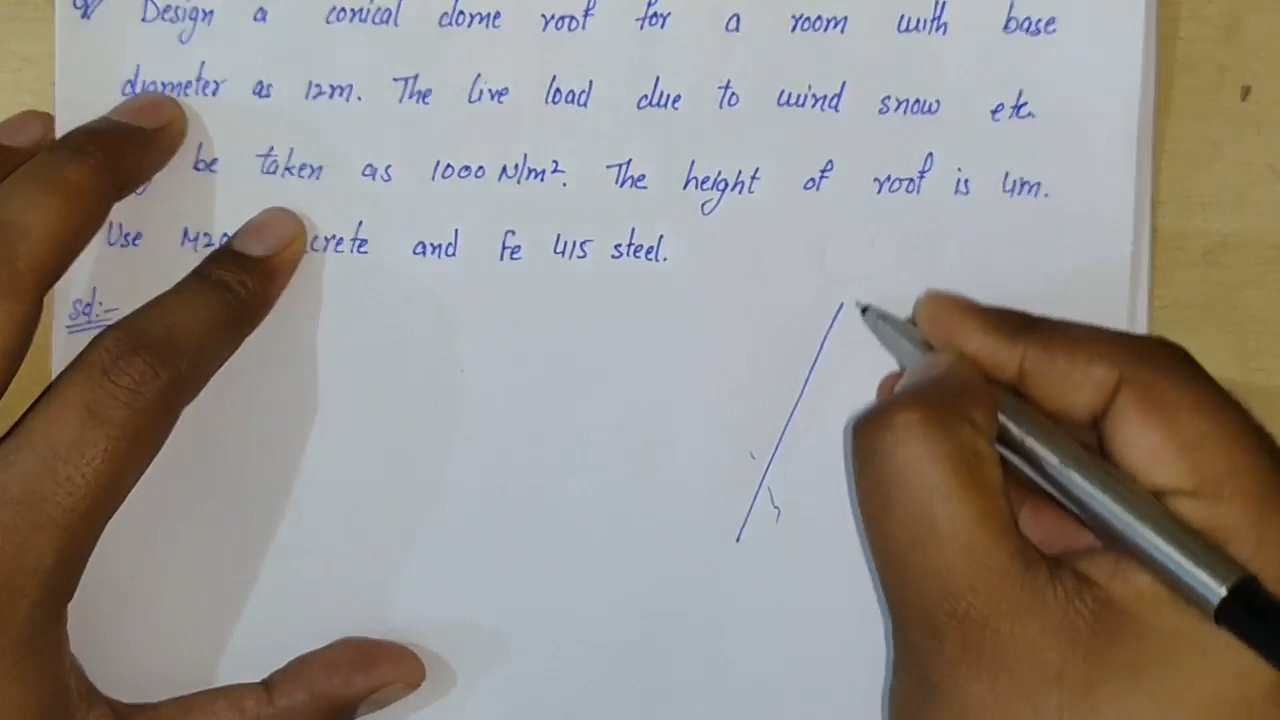 Design a conical dome roof for a room with base
diameter as 12m. The live load due to wind snow etc.
be taken as 1000 N/m². The height of roof is 4m.
Use and Fe 415 steel.
Sol:-